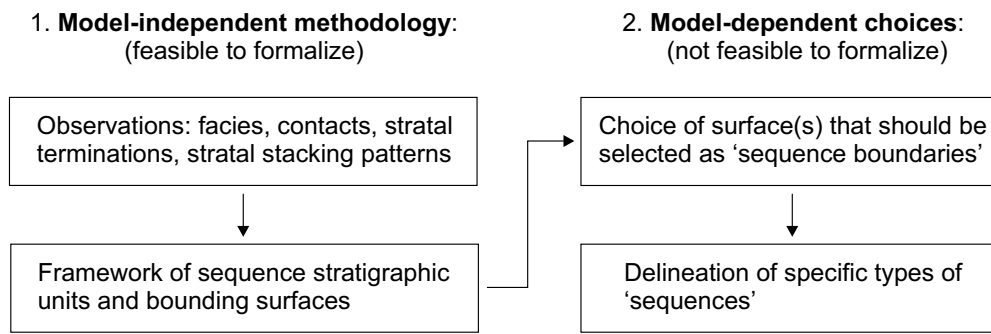 1. Model-independent methodology:
(feasible to formalize)
Observations: facies, contacts, stratal
terminations, stratal stacking patterns
Framework of sequence stratigraphic
units and bounding surfaces
2. Model-dependent choices:
(not feasible to formalize)
Choice of surface(s) that should be
selected as ‘sequence boundaries’
Delineation of specific types of
‘sequences’